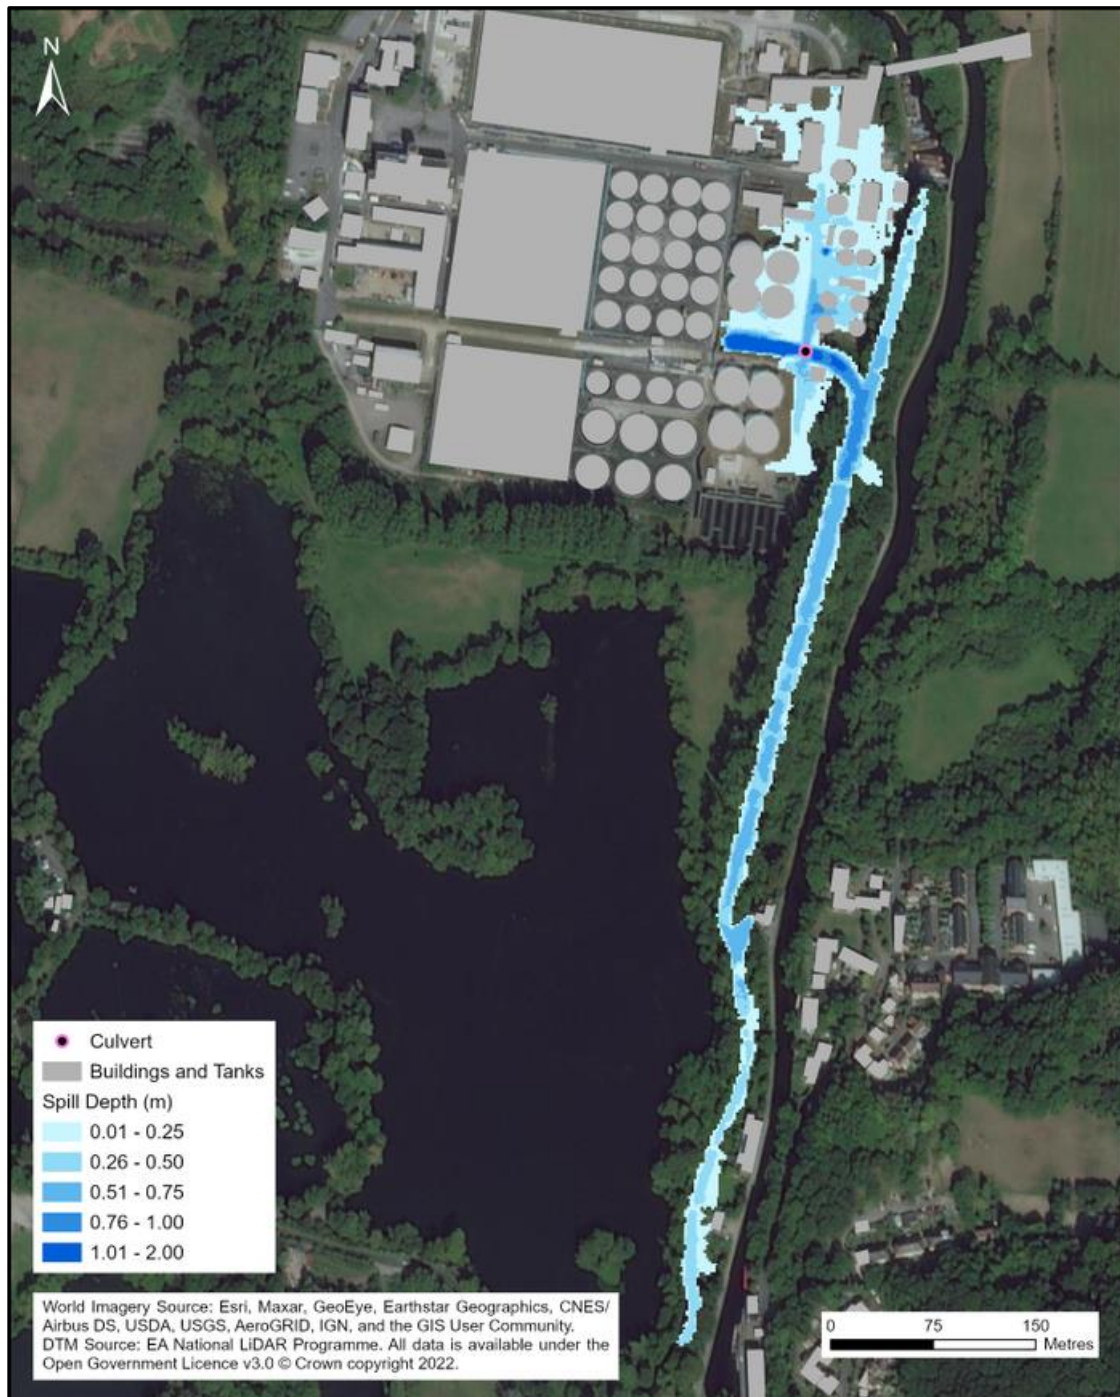 N
Culvert
Buildings and Tanks
Spill Depth (m)
0.01 - 0.25
0.26 - 0.50
0.51 - 0.75
0.76 - 1.00
1.01 - 2.00
World Imagery Source: Esri, Maxar, GeoEye, Earthstar Geographics, CNES/
Airbus DS, USDA, USGS, AeroGRID, IGN, and the GIS User Community.
DTM Source: EA National LiDAR Programme. All data is available under the
Open Government Licence v3.0 © Crown copyright 2022.
0 75 150
Metres